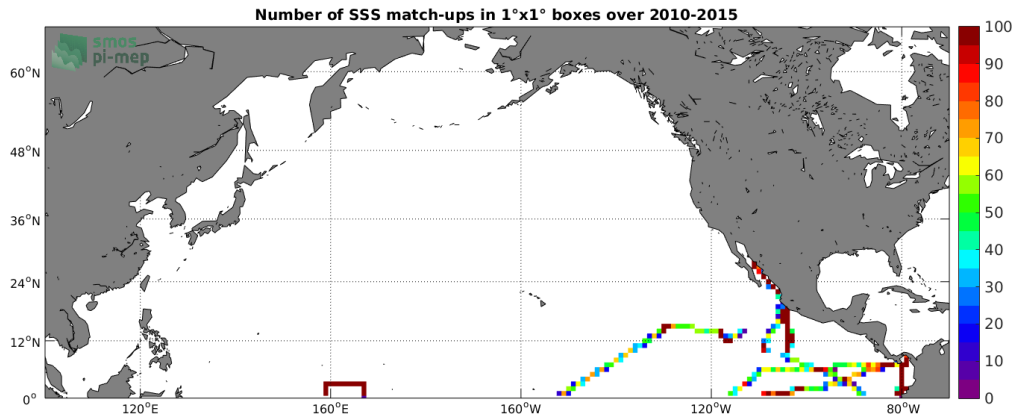 Number of SSS match-ups in 1°x1° boxes over 2010-2015
smos
pi-mep
60°N
48°N
36°N
24°N
12°N
0°
120°E
160°E
160°W
120°W
80°W
100
90
80
70
60
50
40
30
20
10
0